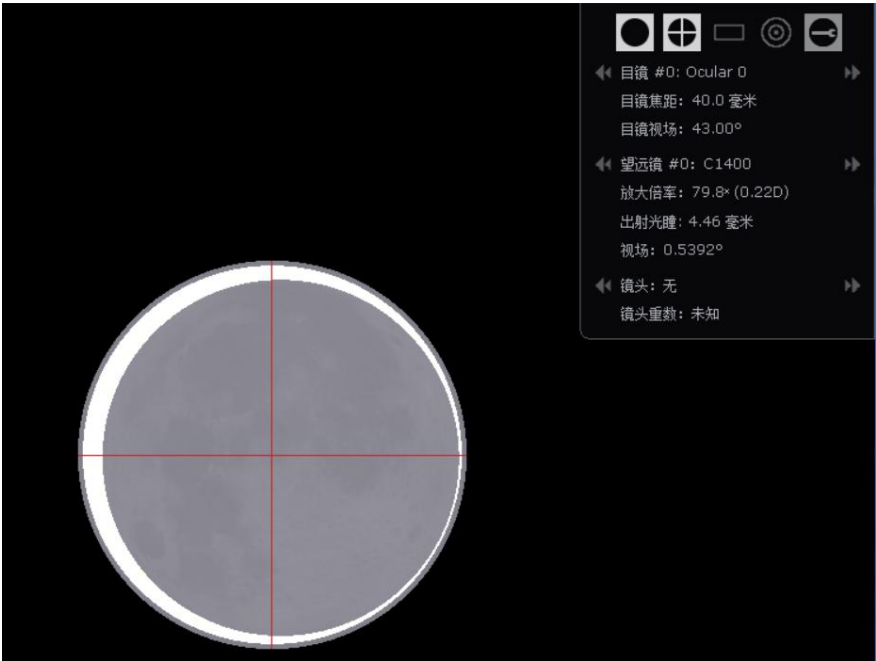 目镜 #0: Ocular 0
目镜焦距: 40.0 毫米
目镜视场: 43.00°
望远镜 #0: C1400
放大倍率: 79.8× (0.22D)
出射光瞳: 4.46 毫米
视场: 0.5392°
镜头: 无
镜头重数: 未知